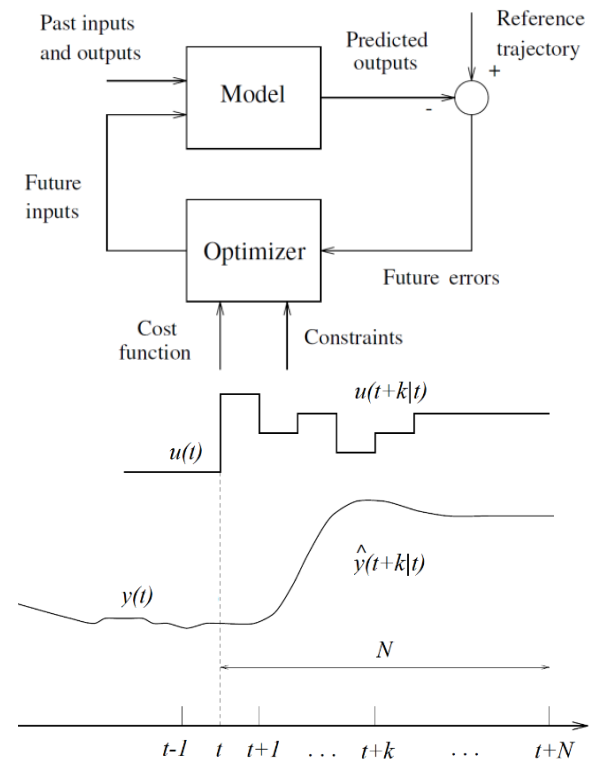 Past inputs
and outputs
Model
Predicted
outputs
Reference
trajectory
+
-
Future
inputs
Optimizer
Future errors
Cost
function
Constraints
u(t+k|t)
u(t)
ŷ(t+k|t)
y(t)
N
t-1 t t+1 ... t+k ... t+N